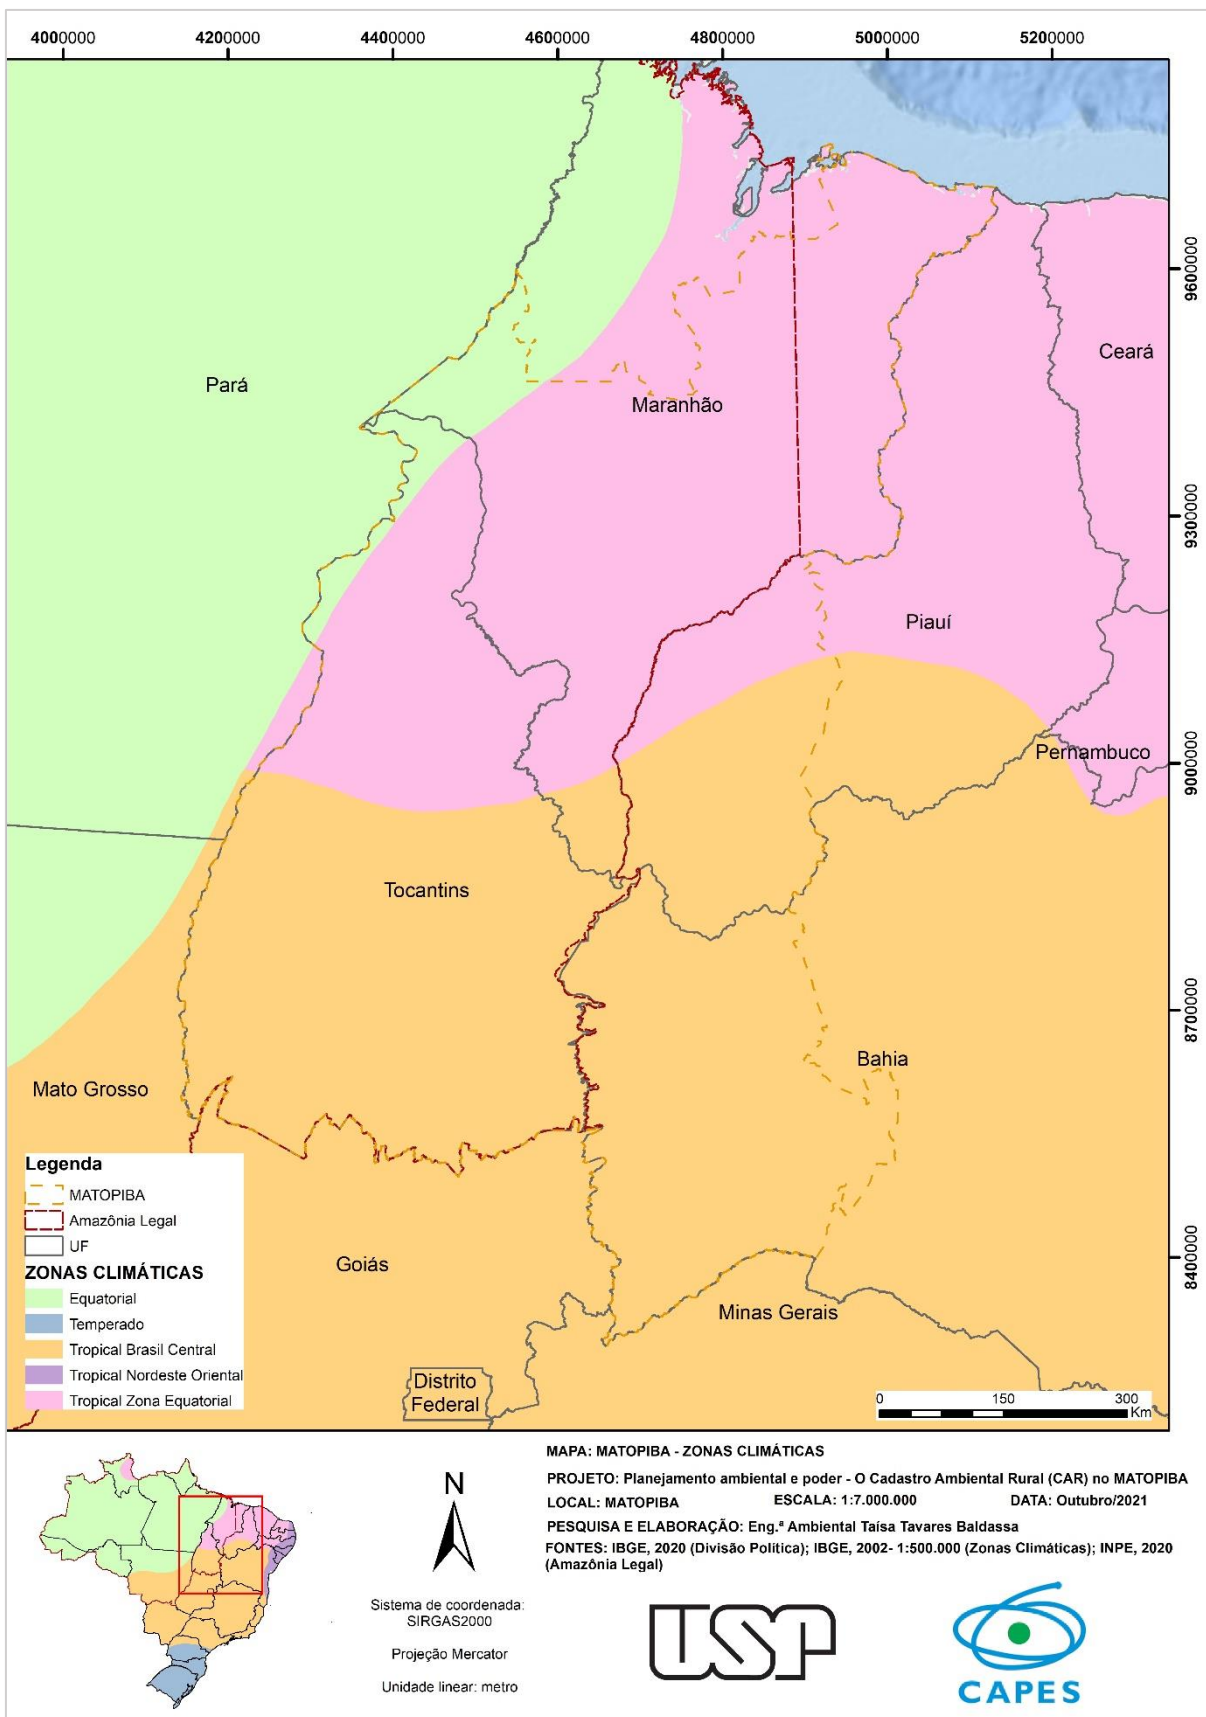 4000000 4200000 4400000 4600000 4800000 5000000 5200000
9600000
Ceará
Pará
Maranhão
9300000
Piauí
Pernambuco
9000000
Tocantins
8700000
Bahia
Mato Grosso
Legenda
MATOPIBA
Amazônia Legal
UF
ZONAS CLIMÁTICAS
Equatorial
Temperado
Tropical Brasil Central
Tropical Nordeste Oriental
Tropical Zona Equatorial
8400000
Goiás
Minas Gerais
Distrito
Federal
0 150 300
Km
MAPA: MATOPIBA - ZONAS CLIMÁTICAS
PROJETO: Planejamento ambiental e poder - O Cadastro Ambiental Rural (CAR) no MATOPIBA
LOCAL: MATOPIBA ESCALA: 1:7.000.000 DATA: Outubro/2021
PESQUISA E ELABORAÇÃO: Eng.ª Ambiental Taísa Tavares Baldassa
FONTES: IBGE, 2020 (Divisão Política); IBGE, 2002- 1:500.000 (Zonas Climáticas); INPE, 2020
(Amazônia Legal)
N
Sistema de coordenada:
SIRGAS2000
Projeção Mercator
Unidade linear: metro
USP
CAPES